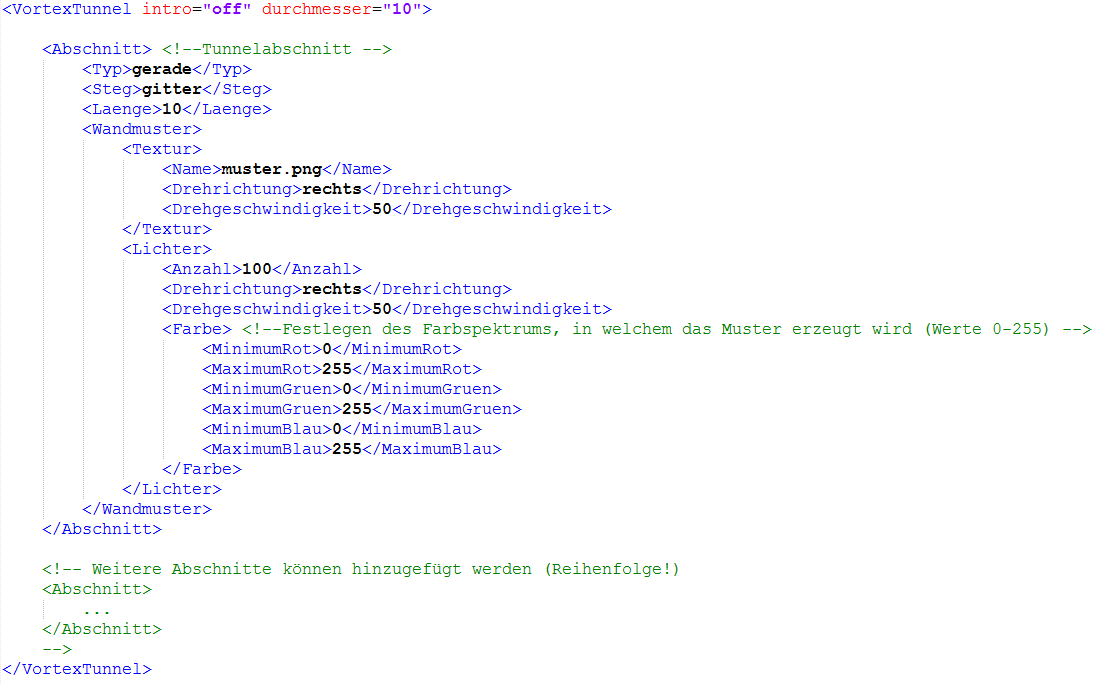 <VortexTunnel intro="off" durchmesser="10">
<Abschnitt> <!--Tunnelabschnitt -->
<Typ>gerade</Typ>
<Steg>gitter</Steg>
<Laenge>10</Laenge>
<Wandmuster>
<Textur>
<Name>muster.png</Name>
<Drehrichtung>rechts</Drehrichtung>
<Drehgeschwindigkeit>50</Drehgeschwindigkeit>
</Textur>
<Lichter>
<Anzahl>100</Anzahl>
<Drehrichtung>rechts</Drehrichtung>
<Drehgeschwindigkeit>50</Drehgeschwindigkeit>
<Farbe> <!--Festlegen des Farbspektrums, in welchem das Muster erzeugt wird (Werte 0-255) -->
<MinimumRot>0</MinimumRot>
<MaximumRot>255</MaximumRot>
<MinimumGruen>0</MinimumGruen>
<MaximumGruen>255</MaximumGruen>
<MinimumBlau>0</MinimumBlau>
<MaximumBlau>255</MaximumBlau>
</Farbe>
</Lichter>
</Wandmuster>
</Abschnitt>
<!-- Weitere Abschnitte können hinzugefügt werden (Reihenfolge!)
<Abschnitt>
...
</Abschnitt>
-->
</VortexTunnel>